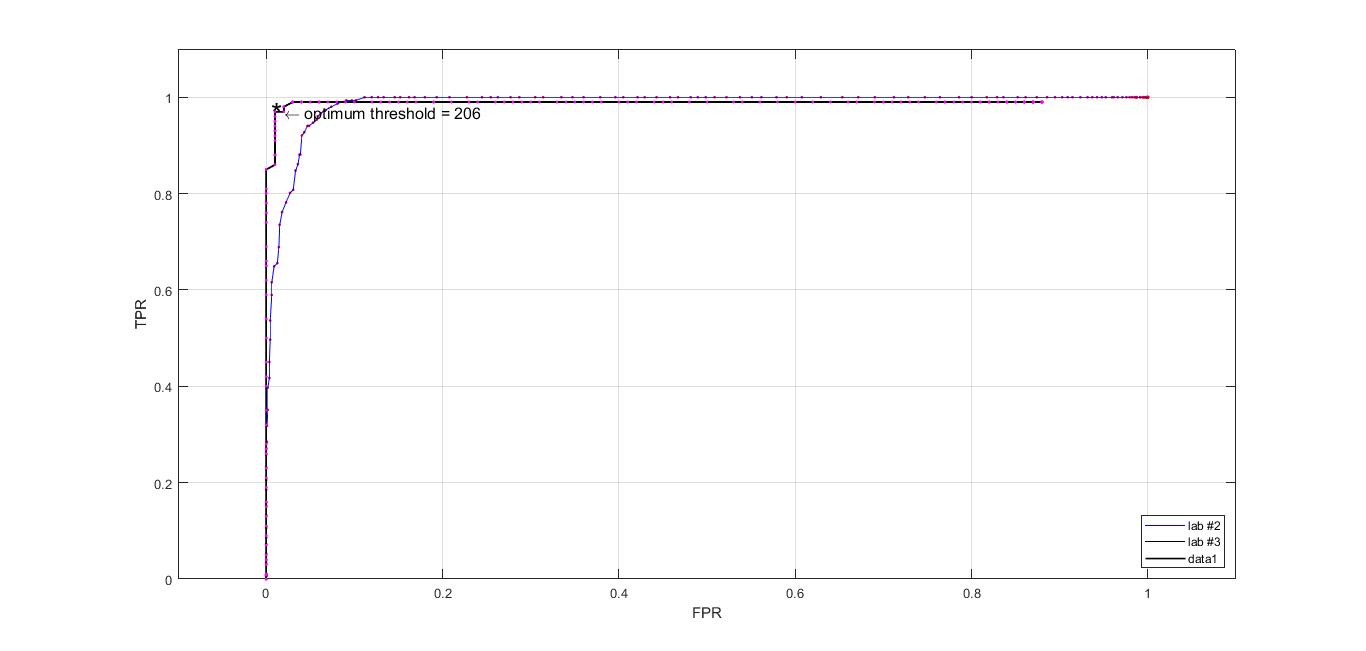 1
0.8
0.6
0.4
0.2
0
TPR
* ← optimum threshold = 206
lab #2
lab #3
data1
0 0.2 0.4 0.6 0.8 1
FPR